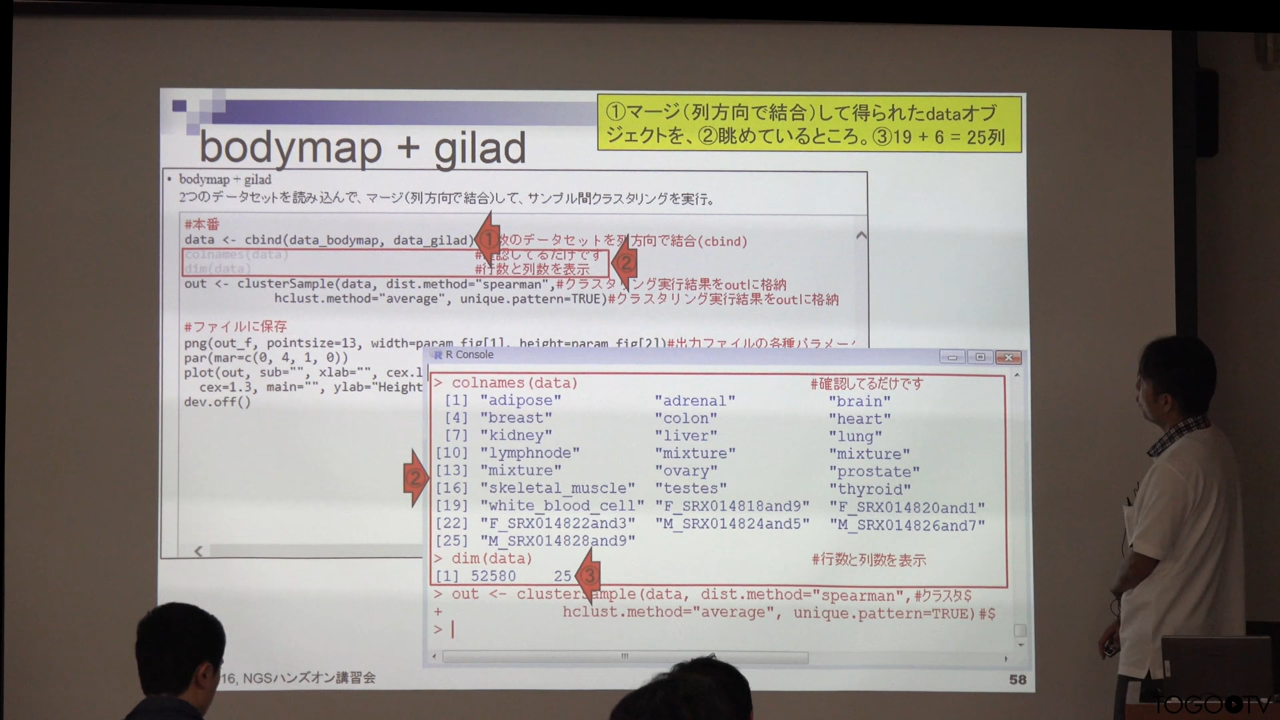 ①マージ(列方向で結合)して得られたdataオブ
ジェクトを、②眺めているところ。③19 + 6 = 25列
bodymap + gilad
• bodymap + gilad
2つのデータセットを読み込んで、マージ(列方向で結合)して、サンプル間クラスタリングを実行。
#本番
data <- cbind(data_bodymap, data_gilad) ① 数のデータセットを列方向で結合(cbind)
colnames(data) 確認してるだけです
dim(data) #行数と列数を表示 ②
out <- clusterSample(data, dist.method="spearman",#クラスタリング実行結果をoutに格納
hclust.method="average", unique.pattern=TRUE)#クラスタリング実行結果をoutに格納
#ファイルに保存
png(out_f, pointsize=13, width=param_fig[1], height=param_fig[2])#出力ファイルの各種パラメー
par(mar=c(0, 4, 1, 0))
plot(out, sub="", xlab="", cex.l
cex=1.3, main="", ylab="Height
dev.off()
R Console
> colnames(data) #確認してるだけです
[1] "adipose" "adrenal" "brain"
[4] "breast" "colon" "heart"
[7] "kidney" "liver" "lung"
[10] "lymphnode" "mixture" "mixture"
[13] "mixture" "ovary" "prostate"
[16] "skeletal_muscle" "testes" "thyroid"
[19] "white_blood_cell" "F_SRX014818and9" "F_SRX014820and1"
[22] "F_SRX014822and3" "M_SRX014824and5" "M_SRX014826and7"
[25] "M_SRX014828and9"
> dim(data) #行数と列数を表示
[1] 52580 25 ③
> out <- clusterSample(data, dist.method="spearman",#クラスタ$
+ hclust.method="average", unique.pattern=TRUE)#$
>
②
16, NGSハンズオン講習会
58
TOGOTV